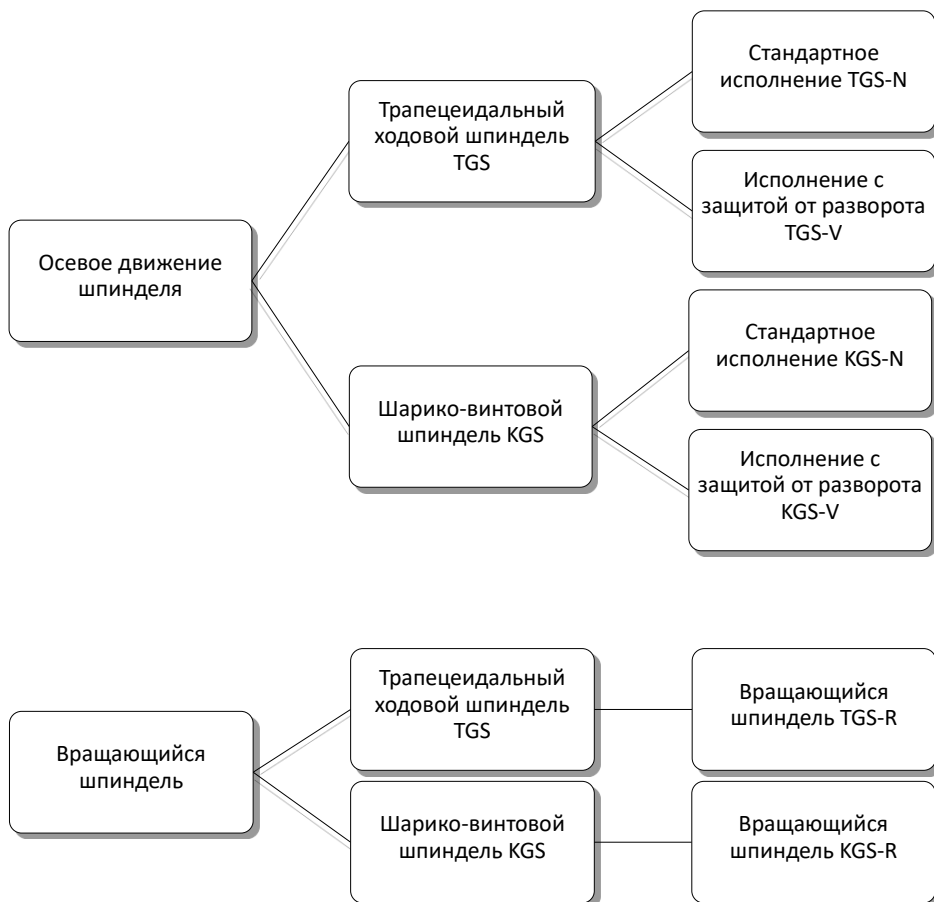 Стандартное
исполнение TGS-N
Трапецеидальный
ходовой шпиндель
TGS
Исполнение с
защитой от разворота
TGS-V
Осевое движение
шпинделя
Стандартное
исполнение KGS-N
Шарико-винтовой
шпиндель KGS
Исполнение с
защитой от разворота
KGS-V
Трапецеидальный
ходовой шпиндель
TGS
Вращающийся
шпиндель TGS-R
Вращающийся
шпиндель
Шарико-винтовой
шпиндель KGS
Вращающийся
шпиндель KGS-R